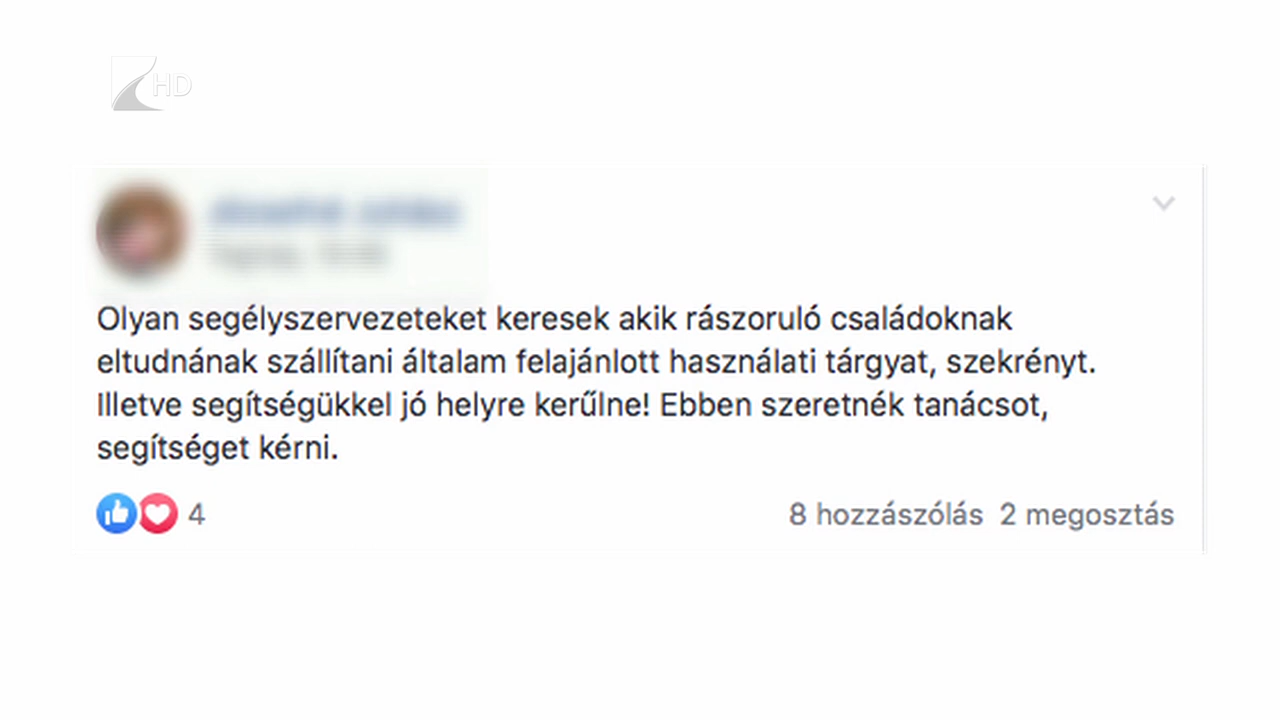 HD
Olyan segélyszervezeteket keresek akik rászoruló családoknak
eltudnának szállítani általam felajánlott használati tárgyat, szekrényt.
Illetve segítségükkel jó helyre kerűlne! Ebben szeretnék tanácsot,
segítséget kérni.
4
8 hozzászólás 2 megosztás